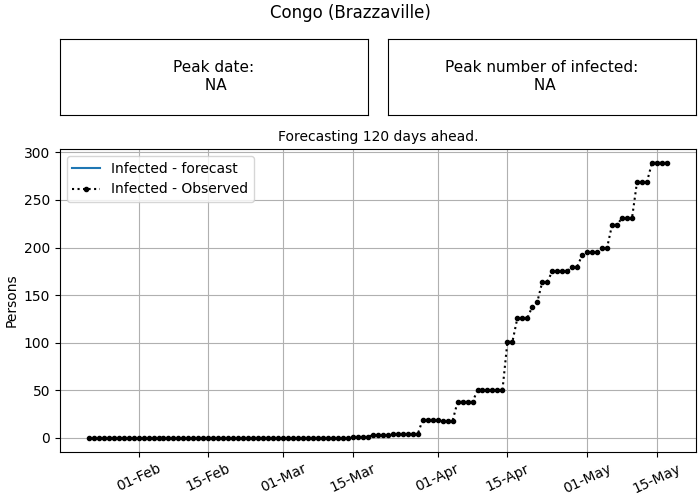 Congo (Brazzaville)
Peak date:
NA
Peak number of infected:
NA
Forecasting 120 days ahead.
300
250
200
150
100
50
0
Persons
Infected - forecast
Infected - Observed
01-Feb
15-Feb
01-Mar
15-Mar
01-Apr
15-Apr
01-May
15-May